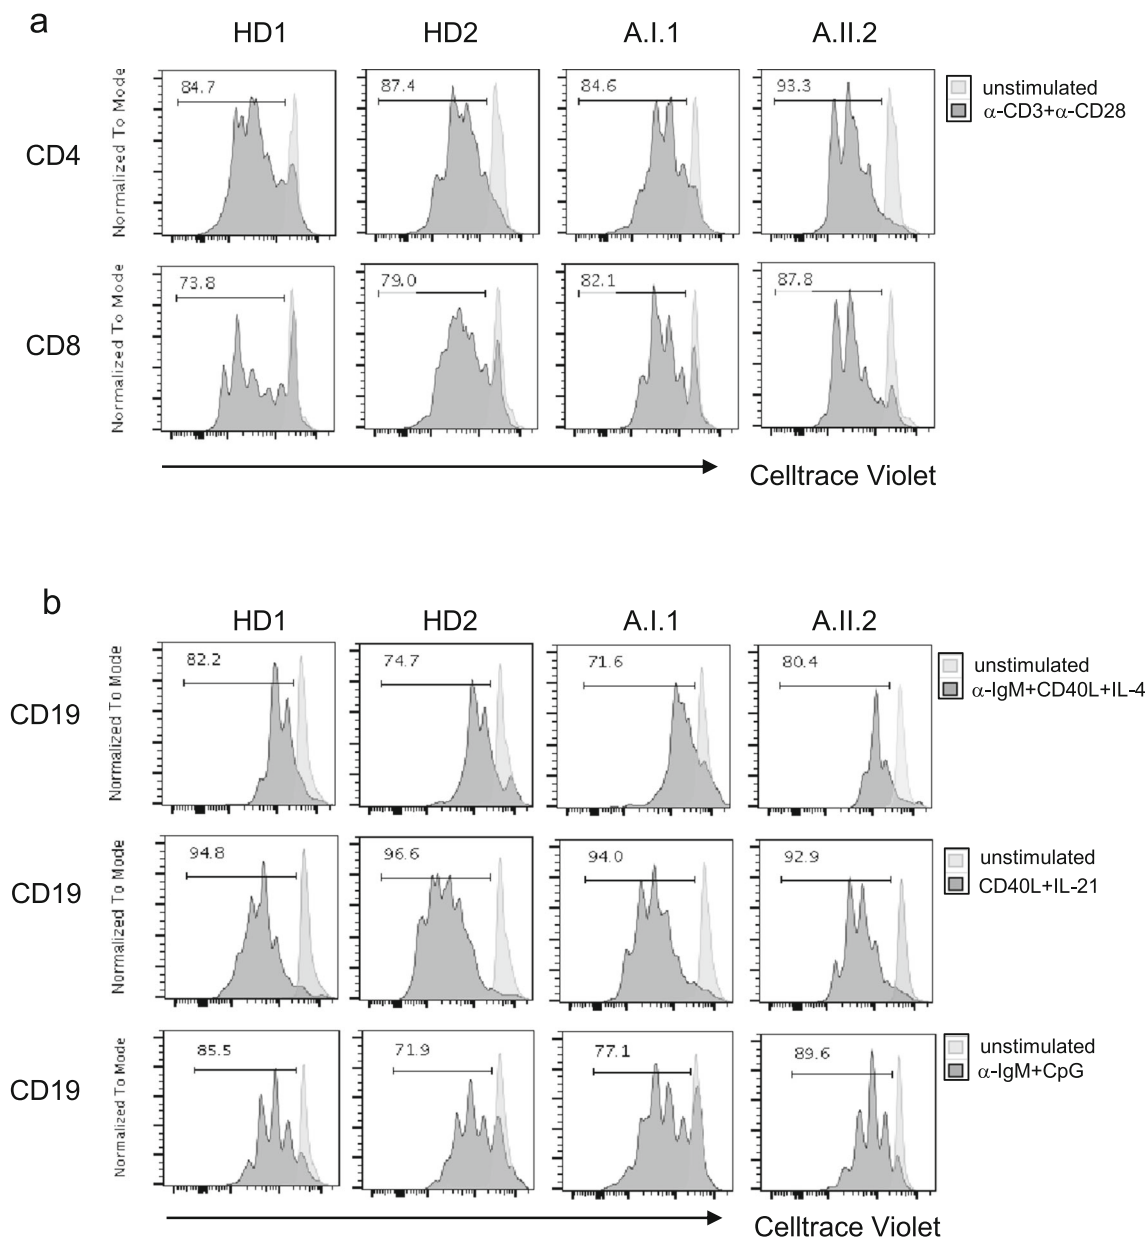 a
HD1 HD2 A.I.1 A.II.2
CD4
Normalized To Mode
84.7 87.4 84.6 93.3
unstimulated
α-CD3+α-CD28
CD8
Normalized To Mode
73.8 79.0 82.1 87.8
Celltrace Violet
b
HD1 HD2 A.I.1 A.II.2
CD19
Normalized To Mode
82.2 74.7 71.6 80.4
unstimulated
α-IgM+CD40L+IL-4
CD19
Normalized To Mode
94.8 96.6 94.0 92.9
unstimulated
CD40L+IL-21
CD19
Normalized To Mode
85.5 71.9 77.1 89.6
unstimulated
α-IgM+CpG
Celltrace Violet